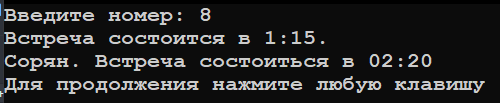 Введите номер: 8
Встреча состоится в 1:15.
Сорян. Встреча состоиться в 02:20
Для продолжения нажмите любую клавишу